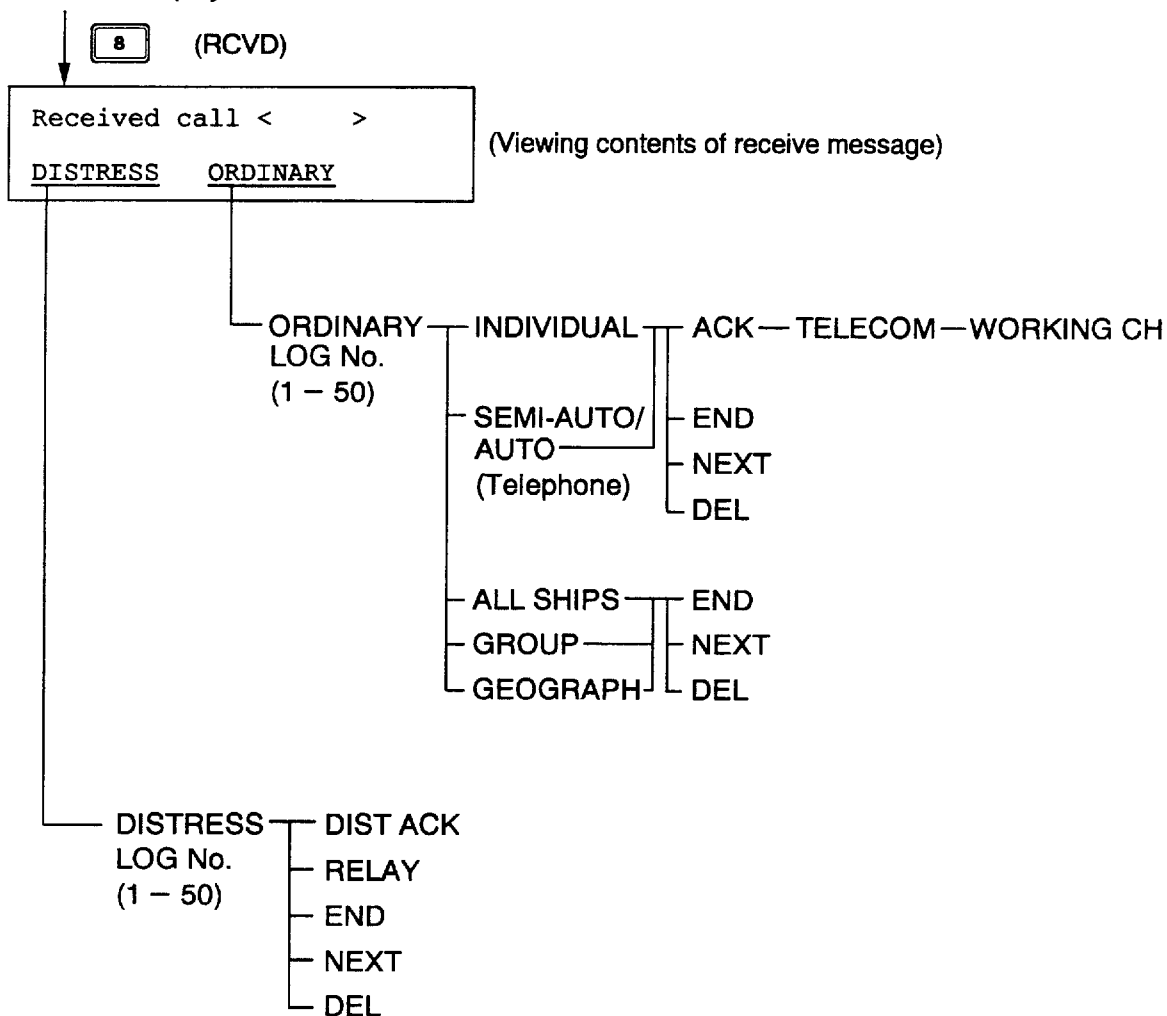 8 (RCVD)
Received call < >
DISTRESS ORDINARY
(Viewing contents of receive message)
ORDINARY INDIVIDUAL ACK TELECOM WORKING CH
LOG No.
(1 – 50)
SEMI-AUTO/
AUTO
(Telephone)
END
NEXT
DEL
ALL SHIPS END
GROUP NEXT
GEOGRAPH DEL
DISTRESS DIST ACK
LOG No.
(1 – 50)
RELAY
END
NEXT
DEL